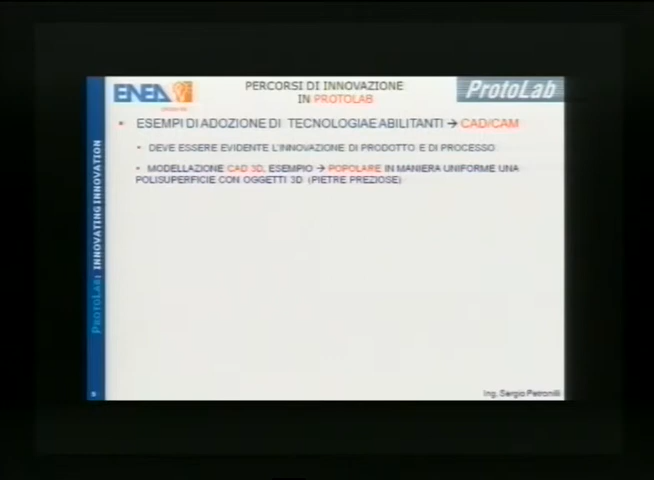 ENEA
PERCORSI DI INNOVAZIONE
IN PROTOLAB
ProtoLab
• ESEMPI DI ADOZIONE DI TECNOLOGIAE ABILITANTI → CAD/CAM
• DEVE ESSERE EVIDENTE L'INNOVAZIONE DI PRODOTTO E DI PROCESSO
• MODELLAZIONE CAD 3D, ESEMPIO → POPOLARE IN MANIERA UNIFORME UNA
POLISUPERFICIE CON OGGETTI 3D (PIETRE PREZIOSE)
PROTOLAB: INNOVATING INNOVATION
Ing. Sergio Petronilli